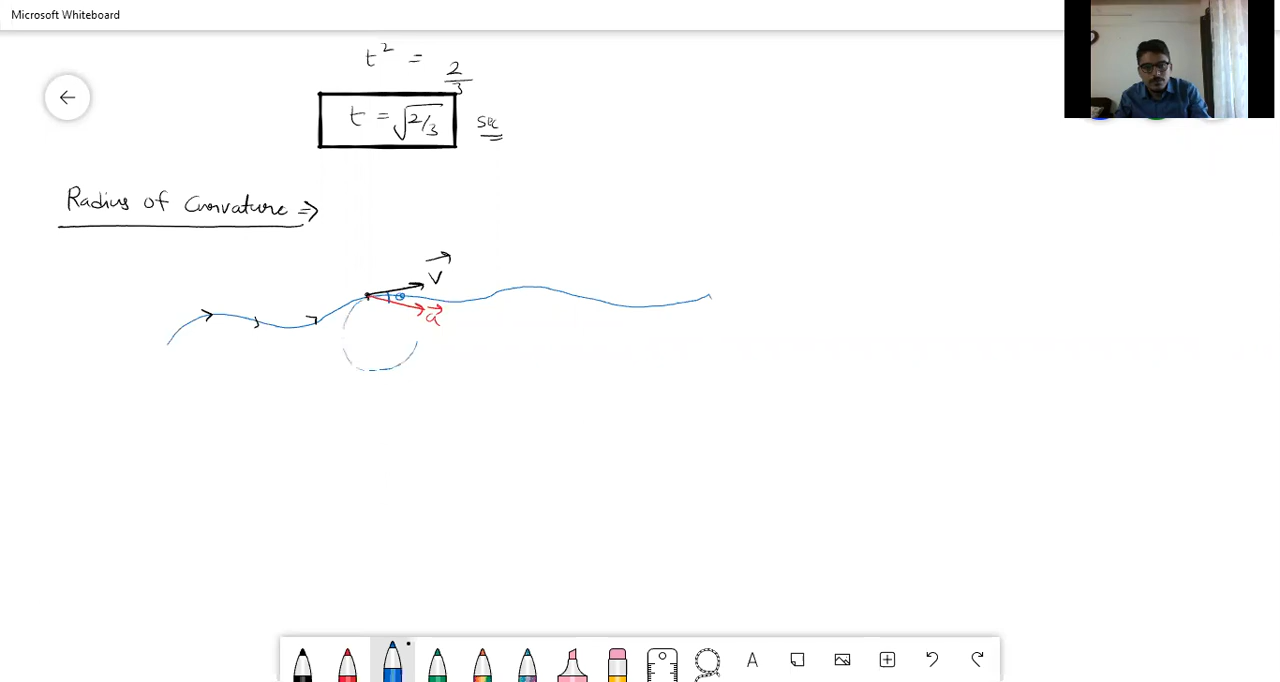 Microsoft Whiteboard
t² = 2/3
t = √2/3 sec
Radius of Curvature ⇒
V
θ
a
A